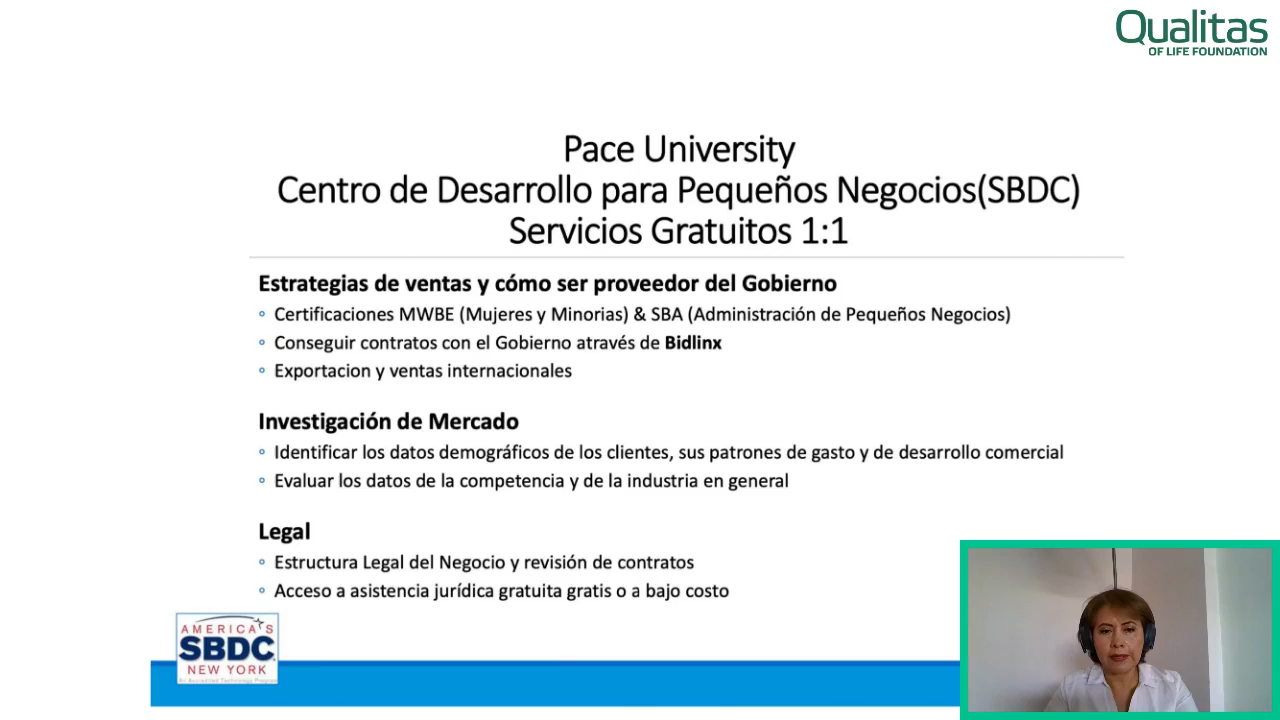 Qualitas
OF LIFE FOUNDATION
Pace University
Centro de Desarrollo para Pequeños Negocios(SBDC)
Servicios Gratuitos 1:1
Estrategias de ventas y cómo ser proveedor del Gobierno
◦ Certificaciones MWBE (Mujeres y Minorias) & SBA (Administración de Pequeños Negocios)
◦ Conseguir contratos con el Gobierno através de Bidlinx
◦ Exportacion y ventas internacionales
Investigación de Mercado
◦ Identificar los datos demográficos de los clientes, sus patrones de gasto y de desarrollo comercial
◦ Evaluar los datos de la competencia y de la industria en general
Legal
◦ Estructura Legal del Negocio y revisión de contratos
◦ Acceso a asistencia jurídica gratuita gratis o a bajo costo
AMERICA'S
SBDC
NEW YORK
An Accredited Technology Program